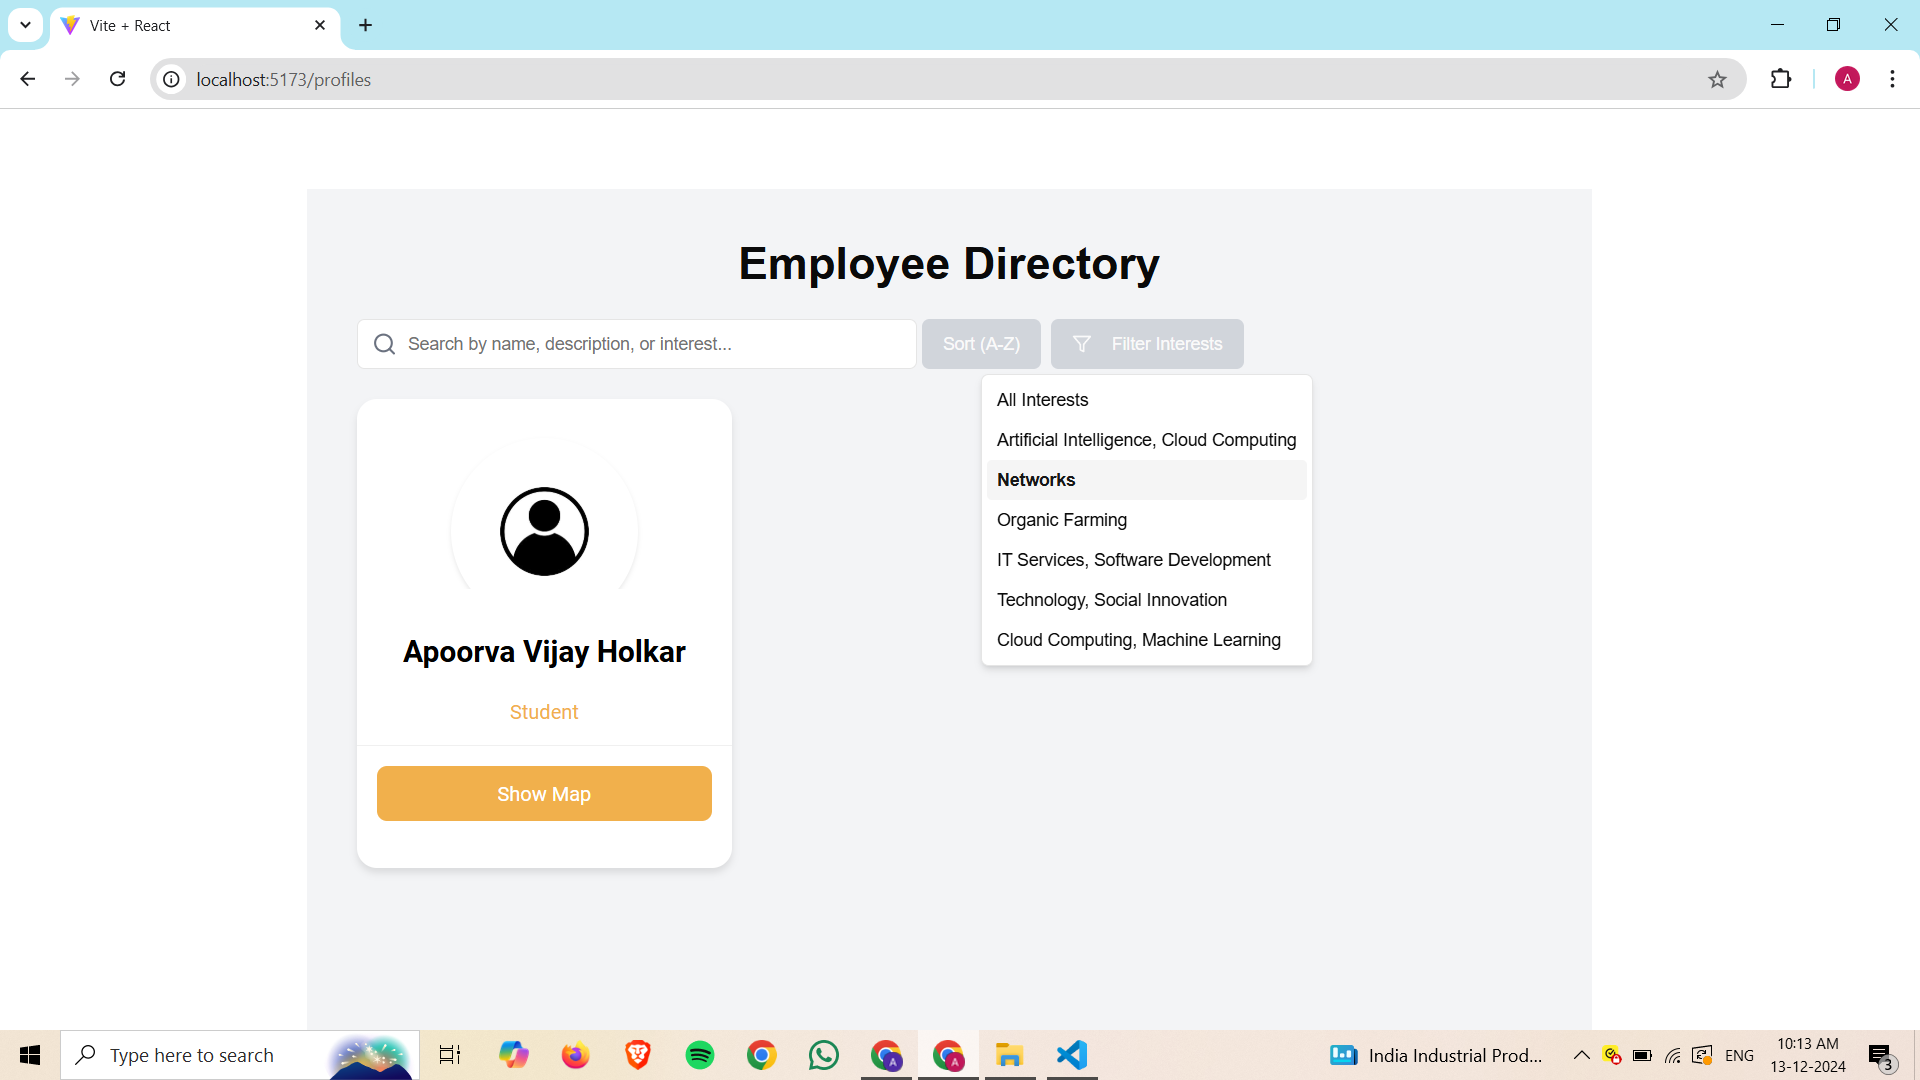 Vite + React
localhost:5173/profiles
A
Employee Directory
Search by name, description, or interest...
Sort (A-Z)
Filter Interests
All Interests
Artificial Intelligence, Cloud Computing
Networks
Organic Farming
IT Services, Software Development
Technology, Social Innovation
Cloud Computing, Machine Learning
Apoorva Vijay Holkar
Student
Show Map
Type here to search
A
A
India Industrial Prod...
ENG
10:13 AM
13-12-2024
3